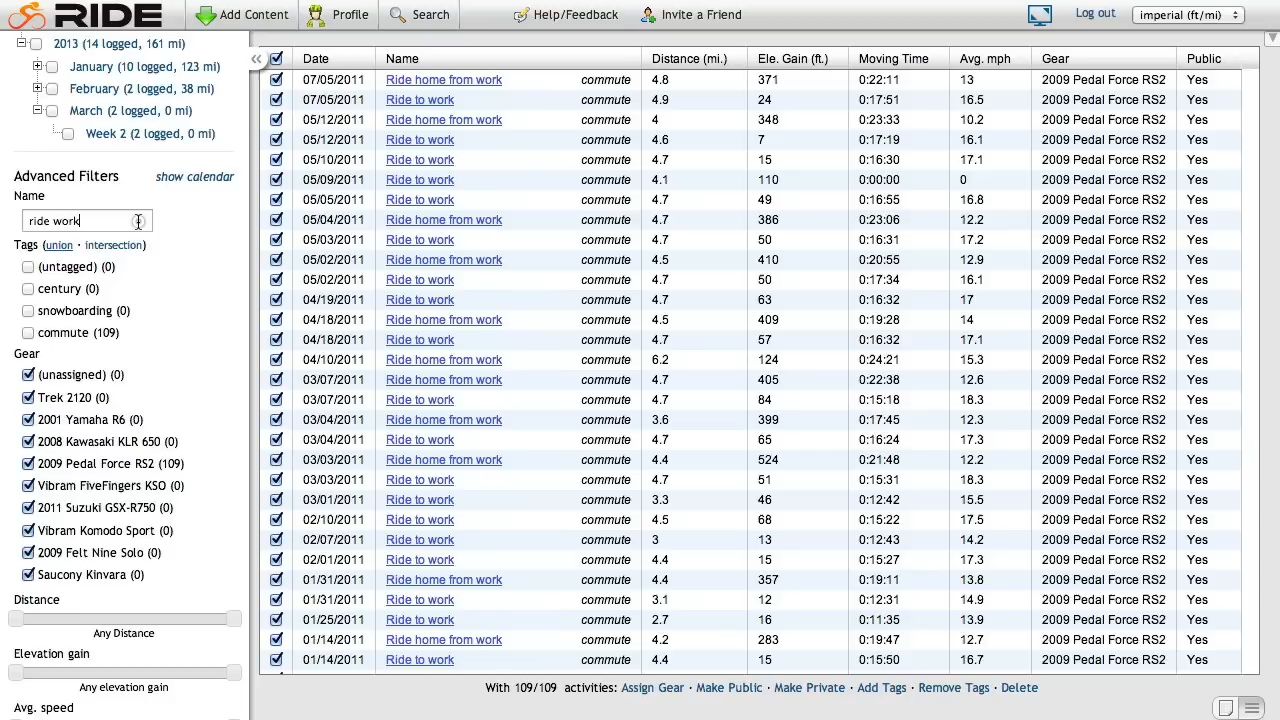 RIDE Add Content Profile Search Help/Feedback Invite a Friend Log out imperial (ft/mi)
2013 (14 logged, 161 mi)
January (10 logged, 123 mi)
February (2 logged, 38 mi)
March (2 logged, 0 mi)
Week 2 (2 logged, 0 mi)
Advanced Filters show calendar
Name
ride work
Tags (union · intersection)
(untagged) (0)
century (0)
snowboarding (0)
commute (109)
Gear
(unassigned) (0)
Trek 2120 (0)
2001 Yamaha R6 (0)
2008 Kawasaki KLR 650 (0)
2009 Pedal Force RS2 (109)
Vibram FiveFingers KSO (0)
2011 Suzuki GSX-R750 (0)
Vibram Komodo Sport (0)
2009 Felt Nine Solo (0)
Saucony Kinvara (0)
Distance
Any Distance
Elevation gain
Any elevation gain
Avg. speed
«
Date Name Distance (mi.) Ele. Gain (ft.) Moving Time Avg. mph Gear Public
07/05/2011 Ride home from work commute 4.8 371 0:22:11 13 2009 Pedal Force RS2 Yes
07/05/2011 Ride to work commute 4.9 24 0:17:51 16.5 2009 Pedal Force RS2 Yes
05/12/2011 Ride home from work commute 4 348 0:23:33 10.2 2009 Pedal Force RS2 Yes
05/12/2011 Ride to work commute 4.6 7 0:17:19 16.1 2009 Pedal Force RS2 Yes
05/10/2011 Ride to work commute 4.7 15 0:16:30 17.1 2009 Pedal Force RS2 Yes
05/09/2011 Ride to work commute 4.1 110 0:00:00 0 2009 Pedal Force RS2 Yes
05/05/2011 Ride to work commute 4.7 49 0:16:55 16.8 2009 Pedal Force RS2 Yes
05/04/2011 Ride home from work commute 4.7 386 0:23:06 12.2 2009 Pedal Force RS2 Yes
05/03/2011 Ride to work commute 4.7 50 0:16:31 17.2 2009 Pedal Force RS2 Yes
05/02/2011 Ride home from work commute 4.5 410 0:20:55 12.9 2009 Pedal Force RS2 Yes
05/02/2011 Ride to work commute 4.7 50 0:17:34 16.1 2009 Pedal Force RS2 Yes
04/19/2011 Ride to work commute 4.7 63 0:16:32 17 2009 Pedal Force RS2 Yes
04/18/2011 Ride home from work commute 4.5 409 0:19:28 14 2009 Pedal Force RS2 Yes
04/18/2011 Ride to work commute 4.7 57 0:16:32 17.1 2009 Pedal Force RS2 Yes
04/10/2011 Ride home from work commute 6.2 124 0:24:21 15.3 2009 Pedal Force RS2 Yes
03/07/2011 Ride home from work commute 4.7 405 0:22:38 12.6 2009 Pedal Force RS2 Yes
03/07/2011 Ride to work commute 4.7 84 0:15:18 18.3 2009 Pedal Force RS2 Yes
03/04/2011 Ride home from work commute 3.6 399 0:17:45 12.3 2009 Pedal Force RS2 Yes
03/04/2011 Ride to work commute 4.7 65 0:16:24 17.3 2009 Pedal Force RS2 Yes
03/03/2011 Ride home from work commute 4.4 524 0:21:48 12.2 2009 Pedal Force RS2 Yes
03/03/2011 Ride to work commute 4.7 51 0:15:31 18.3 2009 Pedal Force RS2 Yes
03/01/2011 Ride to work commute 3.3 46 0:12:42 15.5 2009 Pedal Force RS2 Yes
02/10/2011 Ride to work commute 4.5 68 0:15:22 17.5 2009 Pedal Force RS2 Yes
02/07/2011 Ride to work commute 3 13 0:12:43 14.2 2009 Pedal Force RS2 Yes
02/01/2011 Ride to work commute 4.4 15 0:15:27 17.3 2009 Pedal Force RS2 Yes
01/31/2011 Ride home from work commute 4.4 357 0:19:11 13.8 2009 Pedal Force RS2 Yes
01/31/2011 Ride to work commute 3.1 12 0:12:31 14.9 2009 Pedal Force RS2 Yes
01/25/2011 Ride to work commute 2.7 16 0:11:35 13.9 2009 Pedal Force RS2 Yes
01/14/2011 Ride home from work commute 4.2 283 0:19:47 12.7 2009 Pedal Force RS2 Yes
01/14/2011 Ride to work commute 4.4 15 0:15:50 16.7 2009 Pedal Force RS2 Yes
With 109/109 activities: Assign Gear · Make Public · Make Private · Add Tags · Remove Tags · Delete